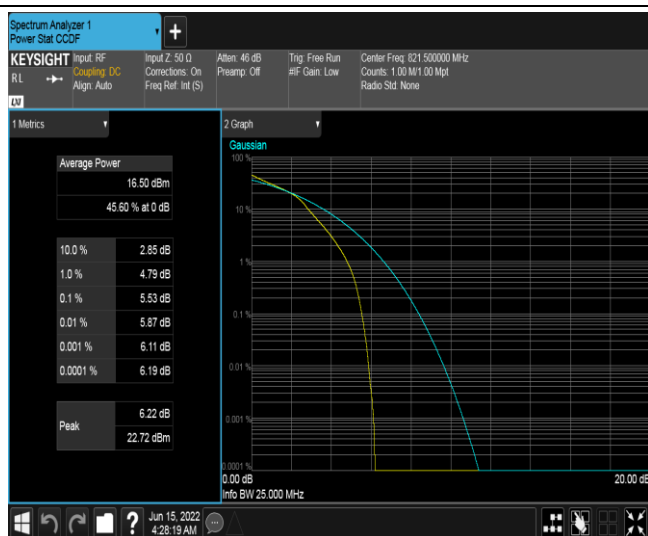 Spectrum Analyzer 1
Power Stat CCDF
KEYSIGHT
R L
LXI
Input: RF
Coupling: DC
Align: Auto
Input Z: 50 Ω
Corrections: On
Freq Ref: Int (S)
Atten: 46 dB
Preamp: Off
Trig: Free Run
#IF Gain: Low
Center Freq: 821.500000 MHz
Counts: 1.00 M/1.00 Mpt
Radio Std: None
1 Metrics
Average Power
16.50 dBm
45.60 % at 0 dB
10.0 % 2.85 dB
1.0 % 4.79 dB
0.1 % 5.53 dB
0.01 % 5.87 dB
0.001 % 6.11 dB
0.0001 % 6.19 dB
Peak
6.22 dB
22.72 dBm
2 Graph
Gaussian
100 %
10 %
1 %
0.1 %
0.01 %
0.001 %
0.0001 %
0.00 dB
20.00 dB
Info BW 25.000 MHz
Jun 15, 2022
4:28:19 AM